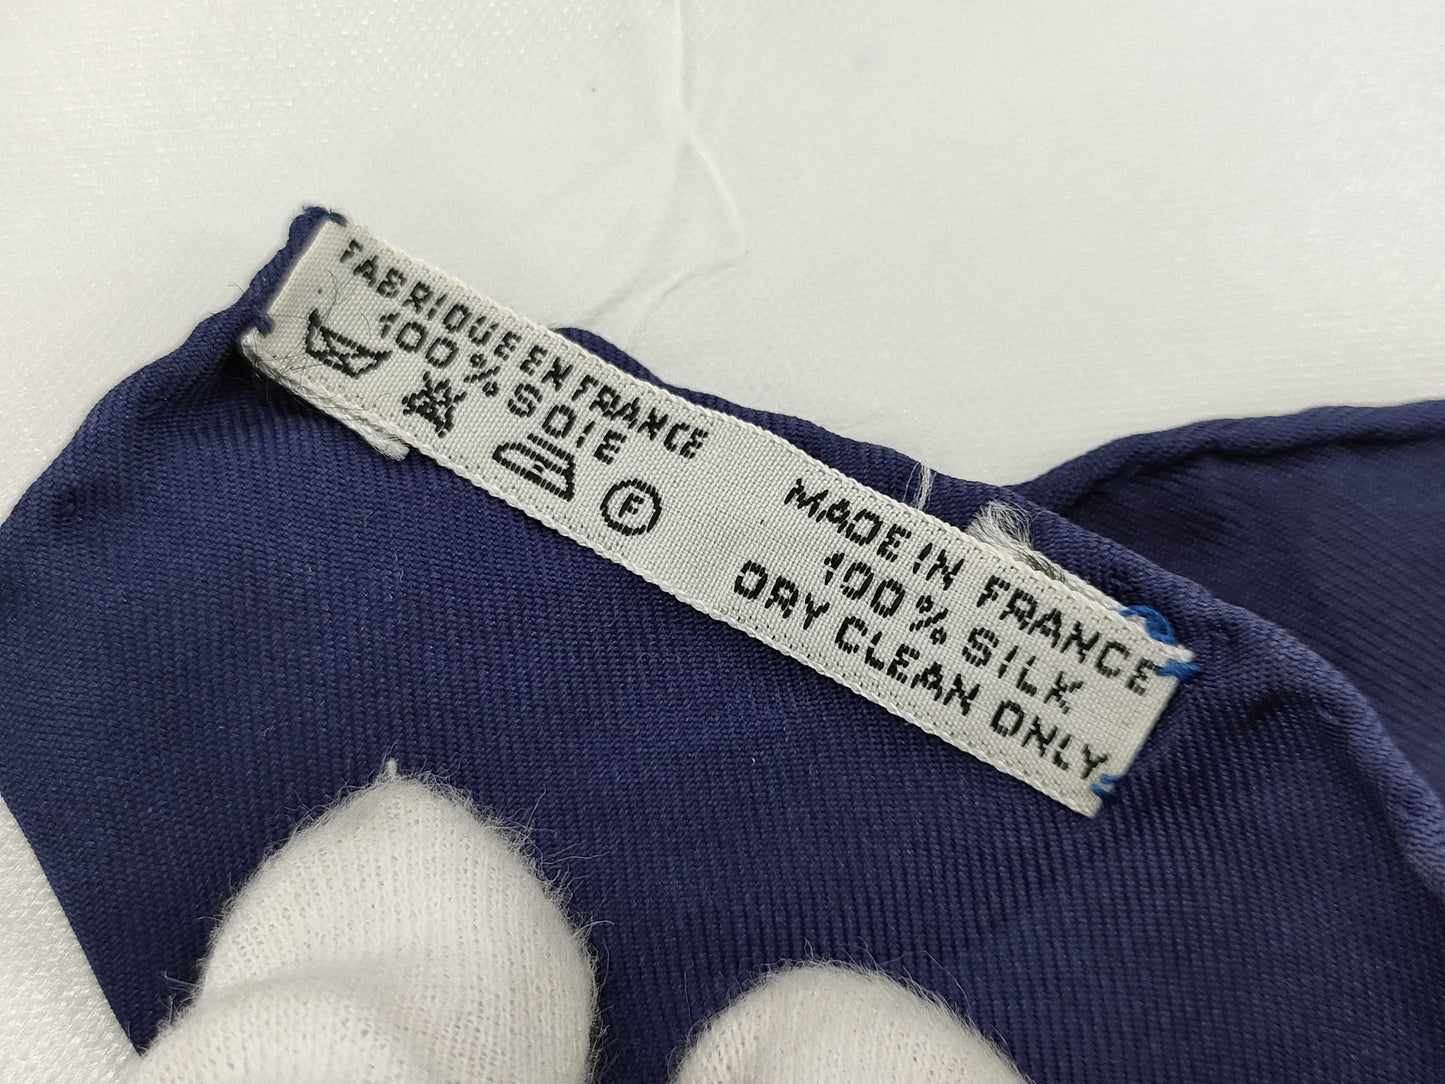 FABRIQUE EN FRANCE
100% SOIE
F
MADE IN FRANCE
100% SILK
DRY CLEAN ONLY